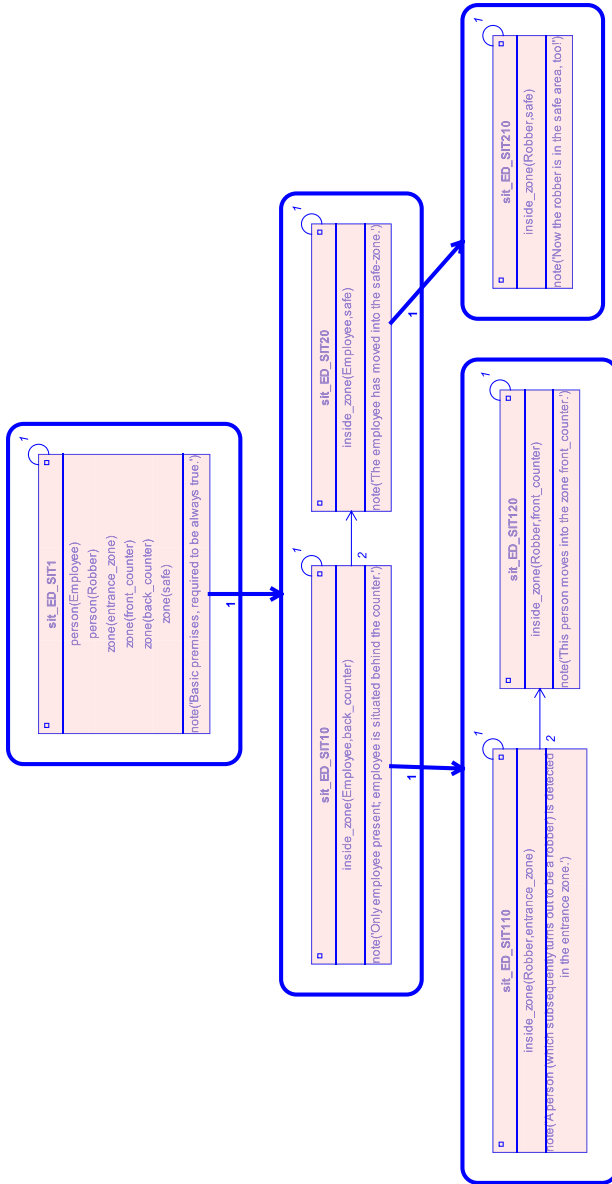 1
sit_ED_SIT1
person(Employee)
person(Robber)
zone(entrance_zone)
zone(front_counter)
zone(back_counter)
zone(safe)
note('Basic premises, required to be always true.')
1
1
sit_ED_SIT10
inside_zone(Employee,back_counter)
note('Only employee present; employee is situated behind the counter.')
2
1
sit_ED_SIT20
inside_zone(Employee,safe)
note('The employee has moved into the safe-zone.')
1
1
1
sit_ED_SIT110
inside_zone(Robber,entrance_zone)
note('A person (which subsequently turns out to be a robber) is detected
in the entrance zone.')
2
1
sit_ED_SIT120
inside_zone(Robber,front_counter)
note('This person moves into the zone front_counter.')
1
sit_ED_SIT210
inside_zone(Robber,safe)
note('Now the robber is in the safe area, too!')